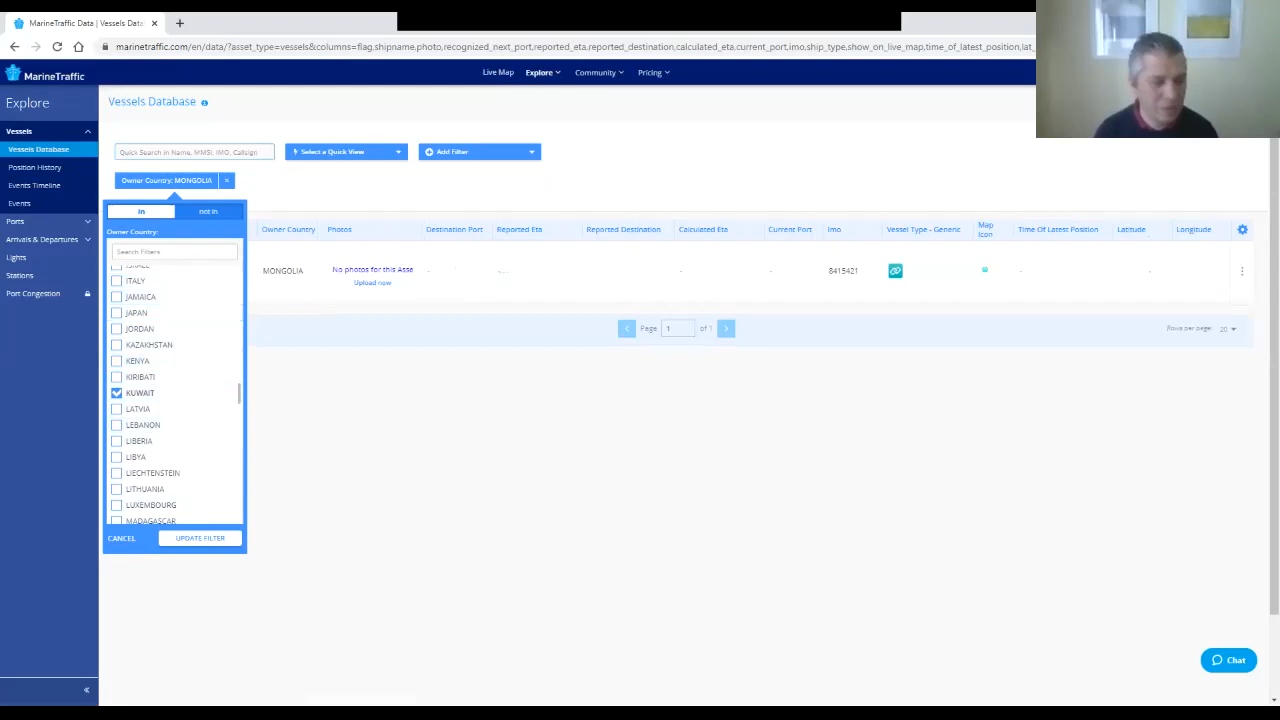 MarineTraffic Data | Vessels Data
marinetraffic.com/en/data/?asset_type=vessels&columns=flag,shipname,photo,recognized_next_port,reported_eta,reported_destination,calculated_eta,current_port,imo,ship_type,show_on_live_map,time_of_latest_position,lat_
MarineTraffic
Live Map
Explore
Community
Pricing
Explore
Vessels
Vessels Database
Position History
Events Timeline
Events
Ports
Arrivals & Departures
Lights
Stations
Port Congestion
Vessels Database
Quick Search in Name, MMSI, IMO, Callsign
Select a Quick View
Add Filter
Owner Country: MONGOLIA
In
not in
Owner Country:
Search Filters
ISRAEL
ITALY
JAMAICA
JAPAN
JORDAN
KAZAKHSTAN
KENYA
KIRIBATI
KUWAIT
LATVIA
LEBANON
LIBERIA
LIBYA
LIECHTENSTEIN
LITHUANIA
LUXEMBOURG
MADAGASCAR
CANCEL
UPDATE FILTER
Owner Country
Photos
Destination Port
Reported Eta
Reported Destination
Calculated Eta
Current Port
Imo
Vessel Type - Generic
Map Icon
Time Of Latest Position
Latitude
Longitude
MONGOLIA
No photos for this Asse
Upload now
-
-
-
8415421
-
-
Page 1 of 1
Rows per page: 20
Chat